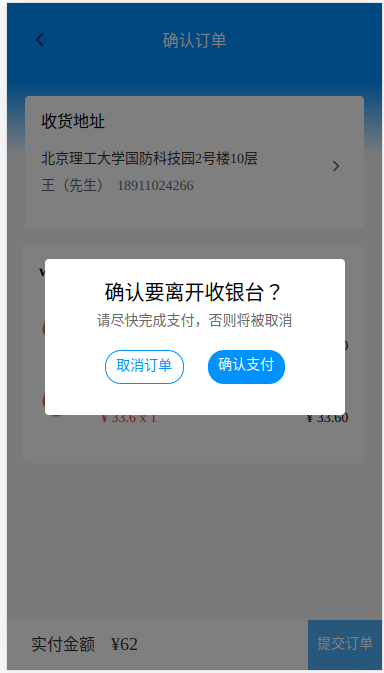 确认订单
收货地址
北京理工大学国防科技园2号楼10层
王（先生） 18911024266
确认要离开收银台？
请尽快完成支付，否则将被取消
取消订单 确认支付
¥ 33.6 x 1 ¥ 33.60
实付金额 ¥62 提交订单